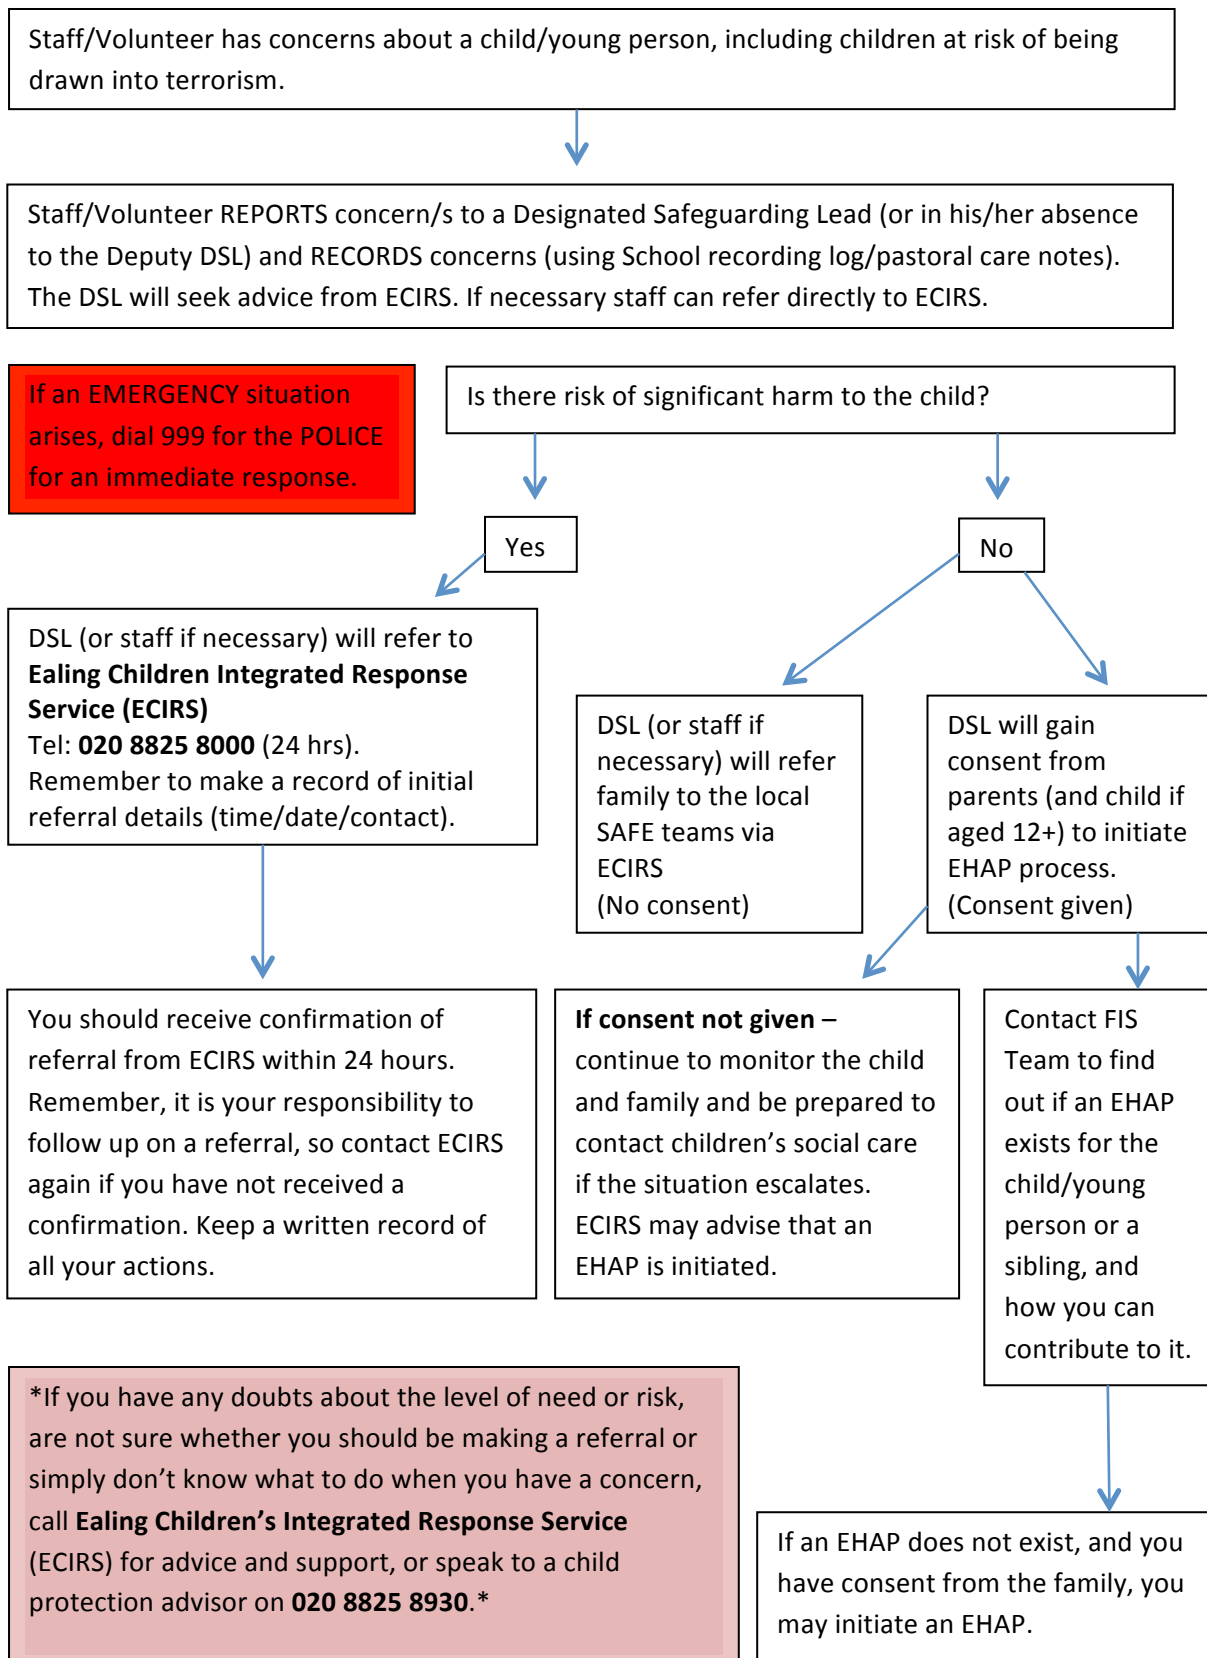 Staff/Volunteer has concerns about a child/young person, including children at risk of being
drawn into terrorism.
Staff/Volunteer REPORTS concern/s to a Designated Safeguarding Lead (or in his/her absence
to the Deputy DSL) and RECORDS concerns (using School recording log/pastoral care notes).
The DSL will seek advice from ECIRS. If necessary staff can refer directly to ECIRS.
If an EMERGENCY situation
arises, dial 999 for the POLICE
for an immediate response.
Is there risk of significant harm to the child?
Yes
No
DSL (or staff if necessary) will refer to
Ealing Children Integrated Response
Service (ECIRS)
Tel: 020 8825 8000 (24 hrs).
Remember to make a record of initial
referral details (time/date/contact).
DSL (or staff if
necessary) will refer
family to the local
SAFE teams via
ECIRS
(No consent)
DSL will gain
consent from
parents (and child if
aged 12+) to initiate
EHAP process.
(Consent given)
You should receive confirmation of
referral from ECIRS within 24 hours.
Remember, it is your responsibility to
follow up on a referral, so contact ECIRS
again if you have not received a
confirmation. Keep a written record of
all your actions.
If consent not given –
continue to monitor the child
and family and be prepared to
contact children’s social care
if the situation escalates.
ECIRS may advise that an
EHAP is initiated.
Contact FIS
Team to find
out if an EHAP
exists for the
child/young
person or a
sibling, and
how you can
contribute to it.
*If you have any doubts about the level of need or risk,
are not sure whether you should be making a referral or
simply don’t know what to do when you have a concern,
call Ealing Children’s Integrated Response Service
(ECIRS) for advice and support, or speak to a child
protection advisor on 020 8825 8930.*
If an EHAP does not exist, and you
have consent from the family, you
may initiate an EHAP.